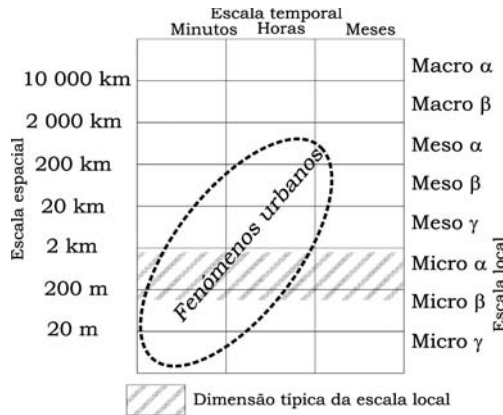 Escala temporal
Minutos Horas Meses
Escala espacial
10 000 km
2 000 km
200 km
20 km
2 km
200 m
20 m
Fenómenos urbanos
Macro α
Macro β
Meso α
Meso β
Meso γ
Micro α
Micro β
Micro γ
Escala local
Dimensão típica da escala local